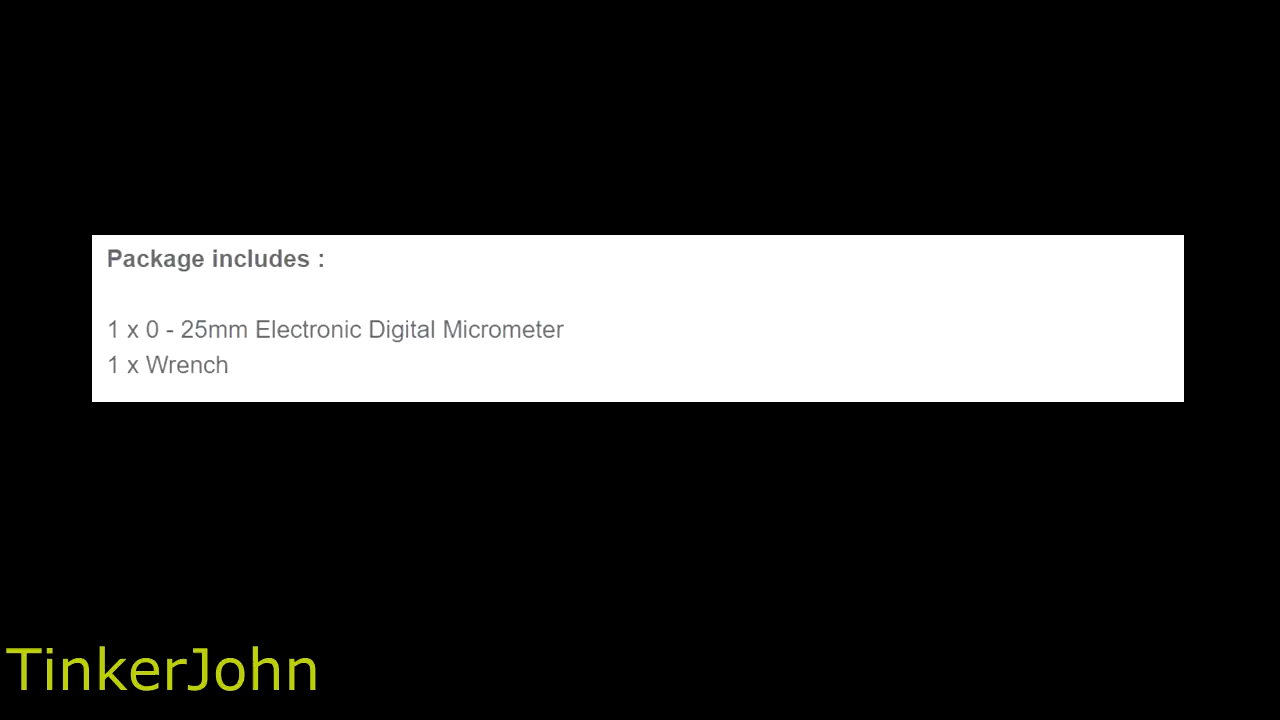 Package includes :
1 x 0 - 25mm Electronic Digital Micrometer
1 x Wrench
TinkerJohn